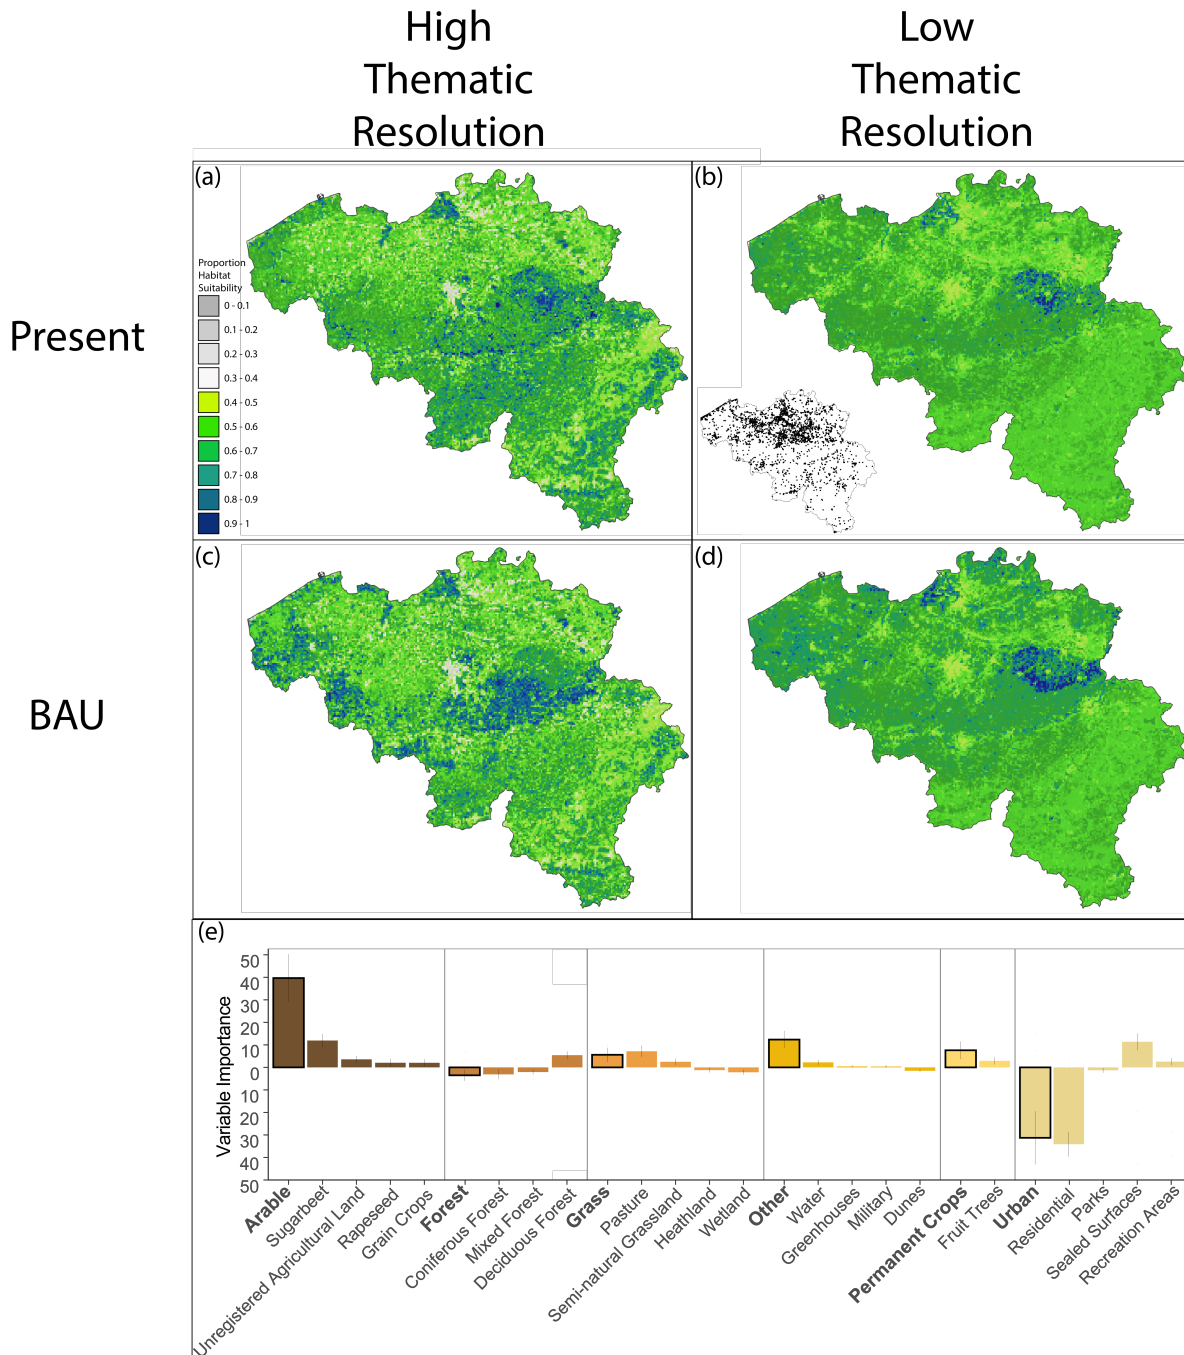 High
Thematic
Resolution
Low
Thematic
Resolution
Present
BAU
(a)
(b)
Proportion
Habitat
Suitability
0 - 0.1
0.1 - 0.2
0.2 - 0.3
0.3 - 0.4
0.4 - 0.5
0.5 - 0.6
0.6 - 0.7
0.7 - 0.8
0.8 - 0.9
0.9 - 1
(c)
(d)
(e)
Variable Importance
50
40
30
20
10
0
10
20
30
40
50
Arable
Sugarbeet
Unregistered Agricultural Land
Rapeseed
Grain Crops
Forest
Coniferous Forest
Mixed Forest
Deciduous Forest
Grass
Pasture
Semi-natural Grassland
Heathland
Wetland
Other
Water
Greenhouses
Military
Dunes
Permanent Crops
Fruit Trees
Urban
Residential
Parks
Sealed Surfaces
Recreation Areas